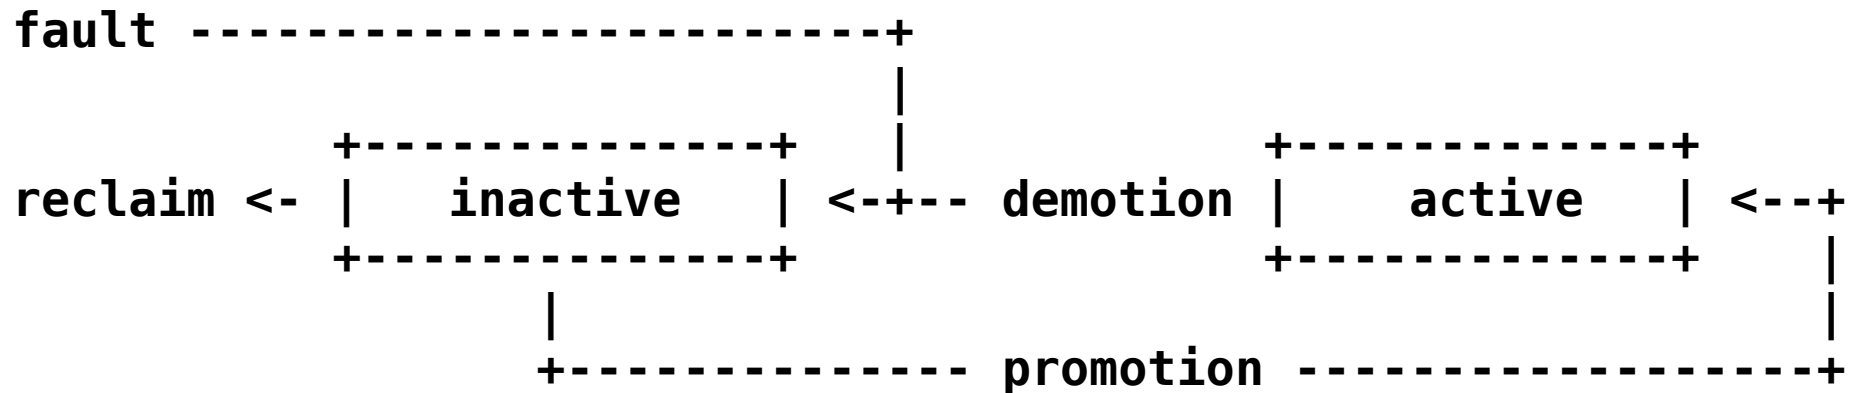 fault ------------------------+
                              |
           +--------------+   |                +-------------+
reclaim <- |   inactive   | <-+-- demotion |    active   | <--+
           +--------------+                +-------------+    |
                  |                                           |
                  +-------------- promotion ------------------+